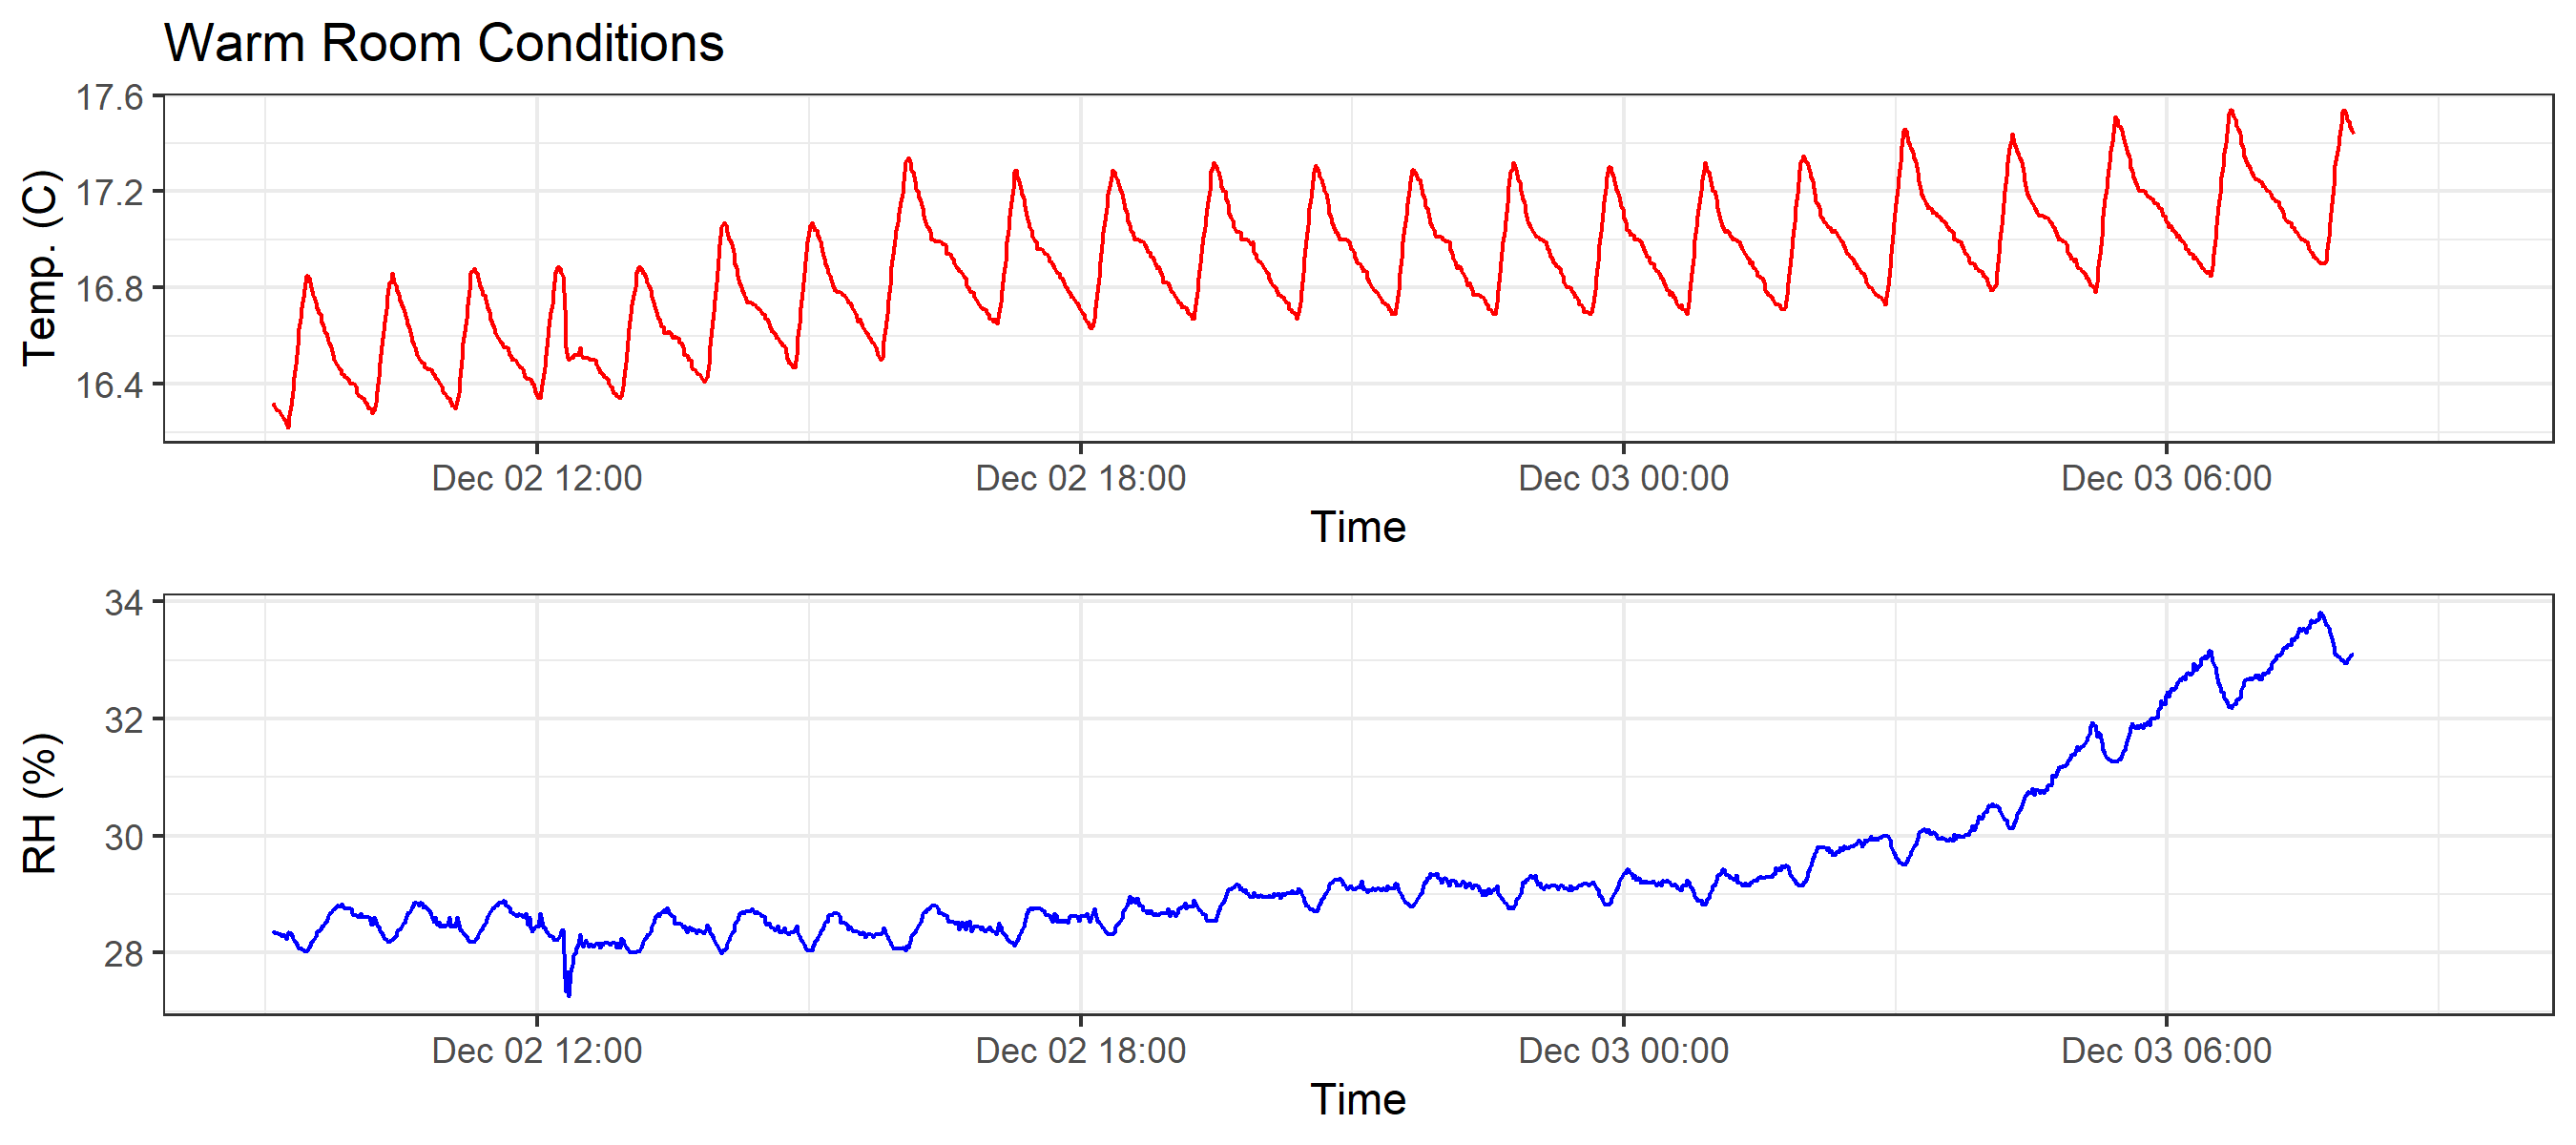 Warm Room Conditions
17.6
17.2
16.8
16.4
Temp. (C)
Dec 02 12:00 Dec 02 18:00 Dec 03 00:00 Dec 03 06:00
Time
34
32
30
28
RH (%)
Dec 02 12:00 Dec 02 18:00 Dec 03 00:00 Dec 03 06:00
Time